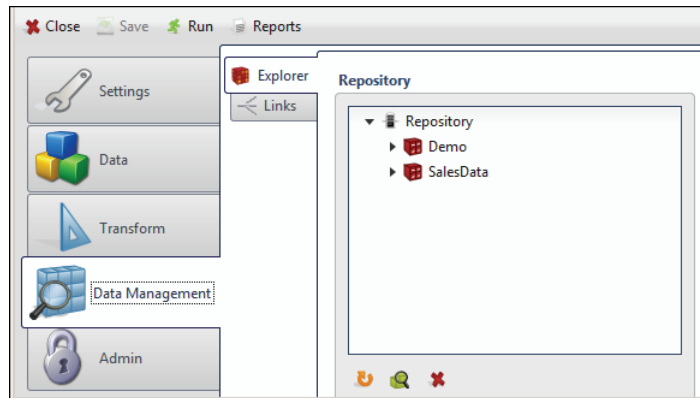 Close Save Run Reports
Settings
Data
Transform
Data Management
Admin
Explorer
Links
Repository
Repository
Demo
SalesData